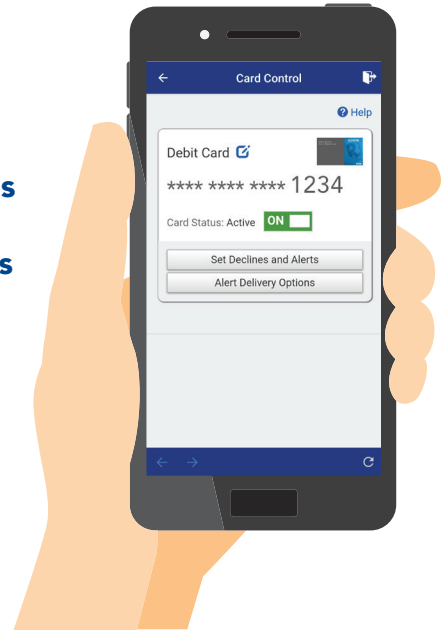 Card Control
Help
Debit Card
**** **** **** 1234
Card Status: Active ON
Set Declines and Alerts
Alert Delivery Options
s
s